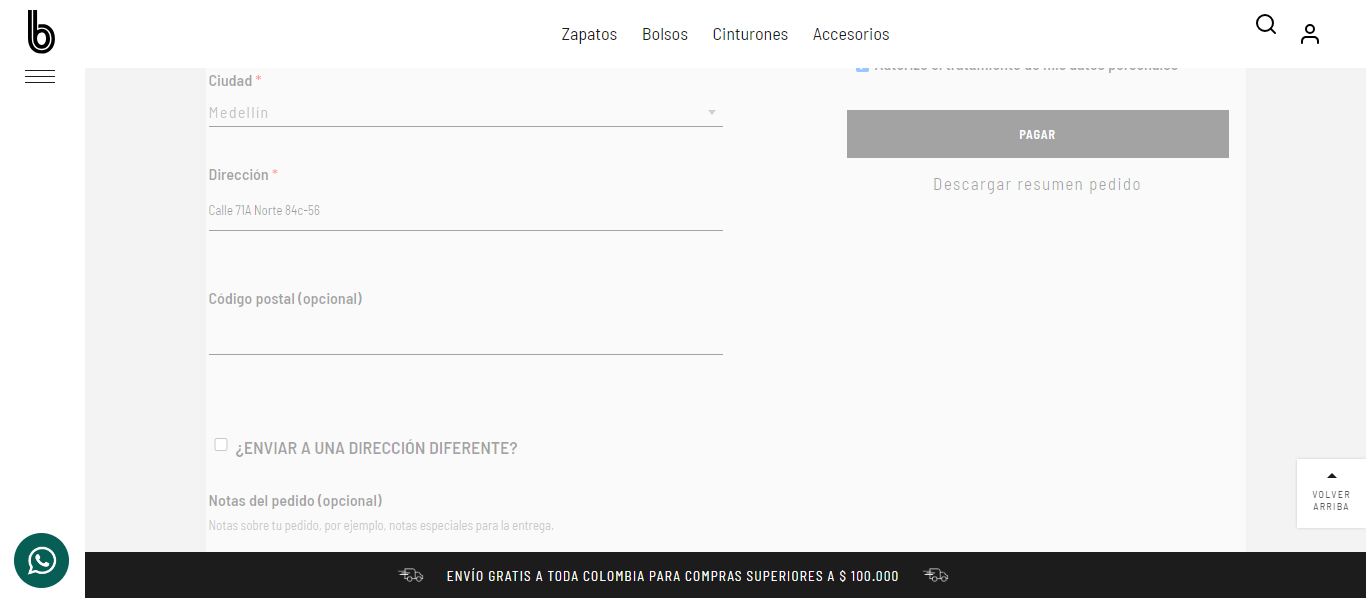 b
Zapatos Bolsos Cinturones Accesorios
Autorizo el tratamiento de mis datos personales
Ciudad *
Medellín
PAGAR
Dirección *
Descargar resumen pedido
Calle 71A Norte 84c-56
Código postal (opcional)
¿ENVIAR A UNA DIRECCIÓN DIFERENTE?
Notas del pedido (opcional)
Notas sobre tu pedido, por ejemplo, notas especiales para la entrega.
VOLVER
ARRIBA
ENVÍO GRATIS A TODA COLOMBIA PARA COMPRAS SUPERIORES A $ 100.000